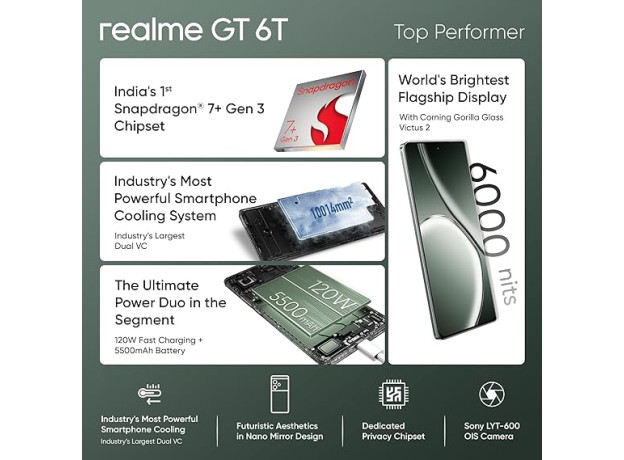 realme GT 6T
Top Performer
India's 1st
Snapdragon® 7+ Gen 3
Chipset
Snapdragon
7+
Gen 3
World's Brightest
Flagship Display
With Corning Gorilla Glass
Victus 2
6000 nits
Industry's Most
Powerful Smartphone
Cooling System
Industry's Largest
Dual VC
10014mm²
The Ultimate
Power Duo in the
Segment
120W Fast Charging +
5500mAh Battery
120W
5500mAh
Industry's Most Powerful
Smartphone Cooling
Industry's Largest Dual VC
Futuristic Aesthetics
in Nano Mirror Design
Dedicated
Privacy Chipset
Sony LYT-600
OIS Camera